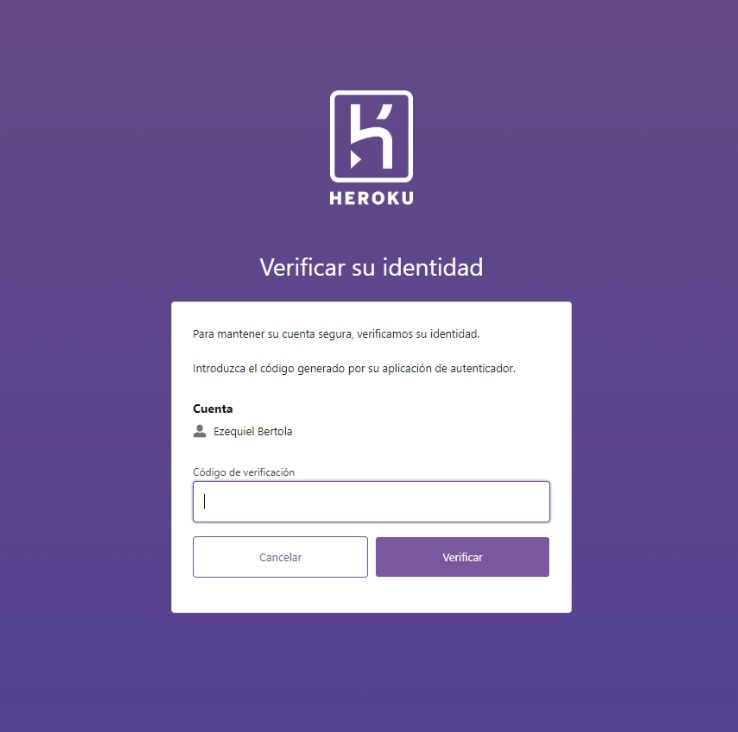 HEROKU
Verificar su identidad
Para mantener su cuenta segura, verificamos su identidad.
Introduzca el código generado por su aplicación de autenticador.
Cuenta
Ezequiel Bertola
Código de verificación
Cancelar
Verificar